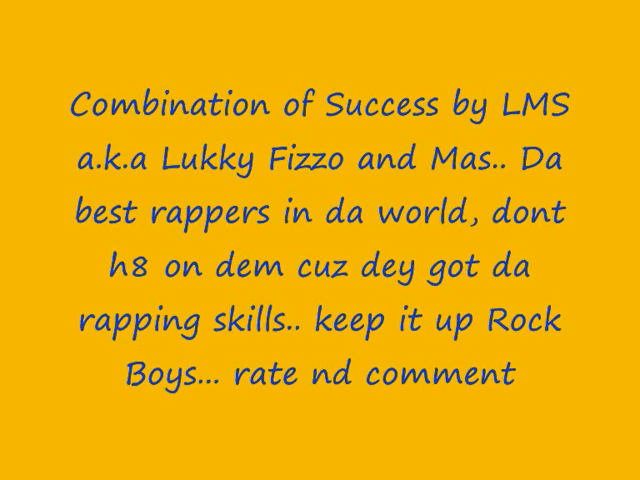 Combination of Success by LMS
a.k.a Lukky Fizzo and Mas.. Da
best rappers in da world, dont
h8 on dem cuz dey got da
rapping skills.. keep it up Rock
Boys... rate nd comment